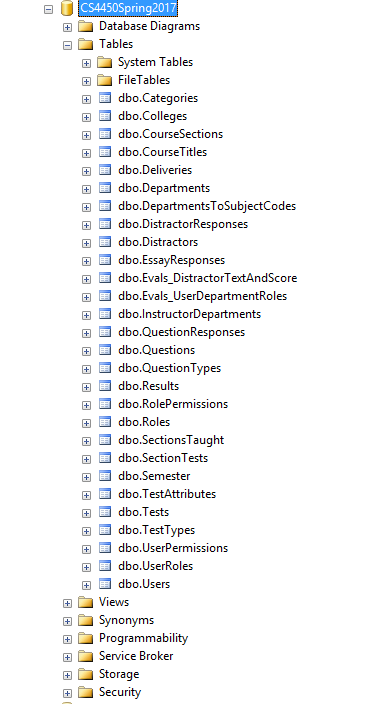 CS4450Spring2017
Database Diagrams
Tables
System Tables
FileTables
dbo.Categories
dbo.Colleges
dbo.CourseSections
dbo.CourseTitles
dbo.Deliveries
dbo.Departments
dbo.DepartmentsToSubjectCodes
dbo.DistractorResponses
dbo.Distractors
dbo.EssayResponses
dbo.Evals_DistractorTextAndScore
dbo.Evals_UserDepartmentRoles
dbo.InstructorDepartments
dbo.QuestionResponses
dbo.Questions
dbo.QuestionTypes
dbo.Results
dbo.RolePermissions
dbo.Roles
dbo.SectionsTaught
dbo.SectionTests
dbo.Semester
dbo.TestAttributes
dbo.Tests
dbo.TestTypes
dbo.UserPermissions
dbo.UserRoles
dbo.Users
Views
Synonyms
Programmability
Service Broker
Storage
Security